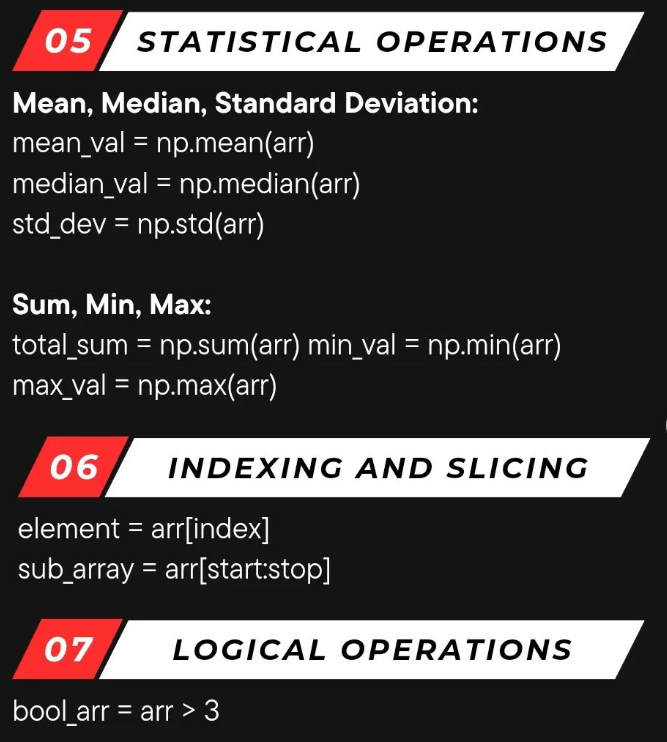 05 STATISTICAL OPERATIONS
Mean, Median, Standard Deviation:
mean_val = np.mean(arr)
median_val = np.median(arr)
std_dev = np.std(arr)
Sum, Min, Max:
total_sum = np.sum(arr) min_val = np.min(arr)
max_val = np.max(arr)
06 INDEXING AND SLICING
element = arr[index]
sub_array = arr[start:stop]
07 LOGICAL OPERATIONS
bool_arr = arr > 3